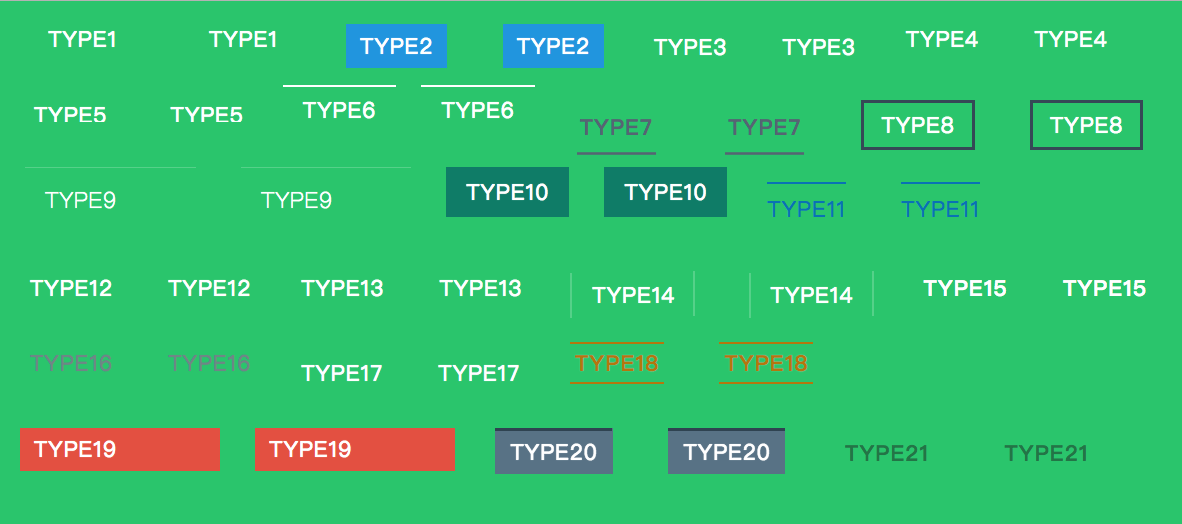 TYPE1 TYPE1 TYPE2 TYPE2 TYPE3 TYPE3 TYPE4 TYPE4
TYPE5 TYPE5 TYPE6 TYPE6 TYPE7 TYPE7 TYPE8 TYPE8
TYPE9 TYPE9 TYPE10 TYPE10 TYPE11 TYPE11
TYPE12 TYPE12 TYPE13 TYPE13 TYPE14 TYPE14 TYPE15 TYPE15
TYPE16 TYPE16 TYPE17 TYPE17 TYPE18 TYPE18
TYPE19 TYPE19 TYPE20 TYPE20 TYPE21 TYPE21